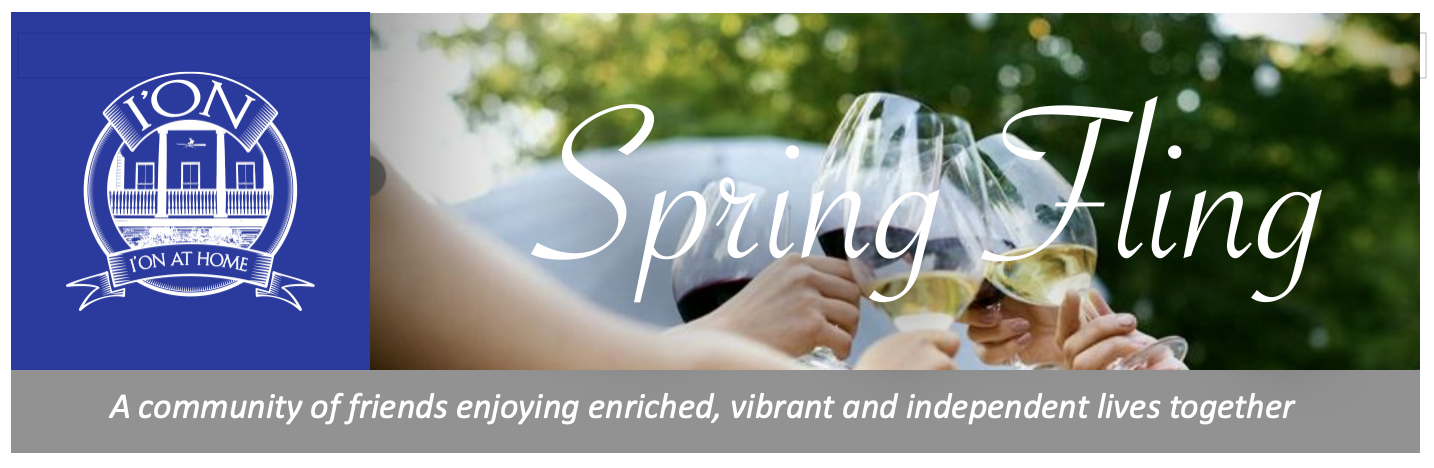 I'ON
I'ON AT HOME
Spring Fling
A community of friends enjoying enriched, vibrant and independent lives together